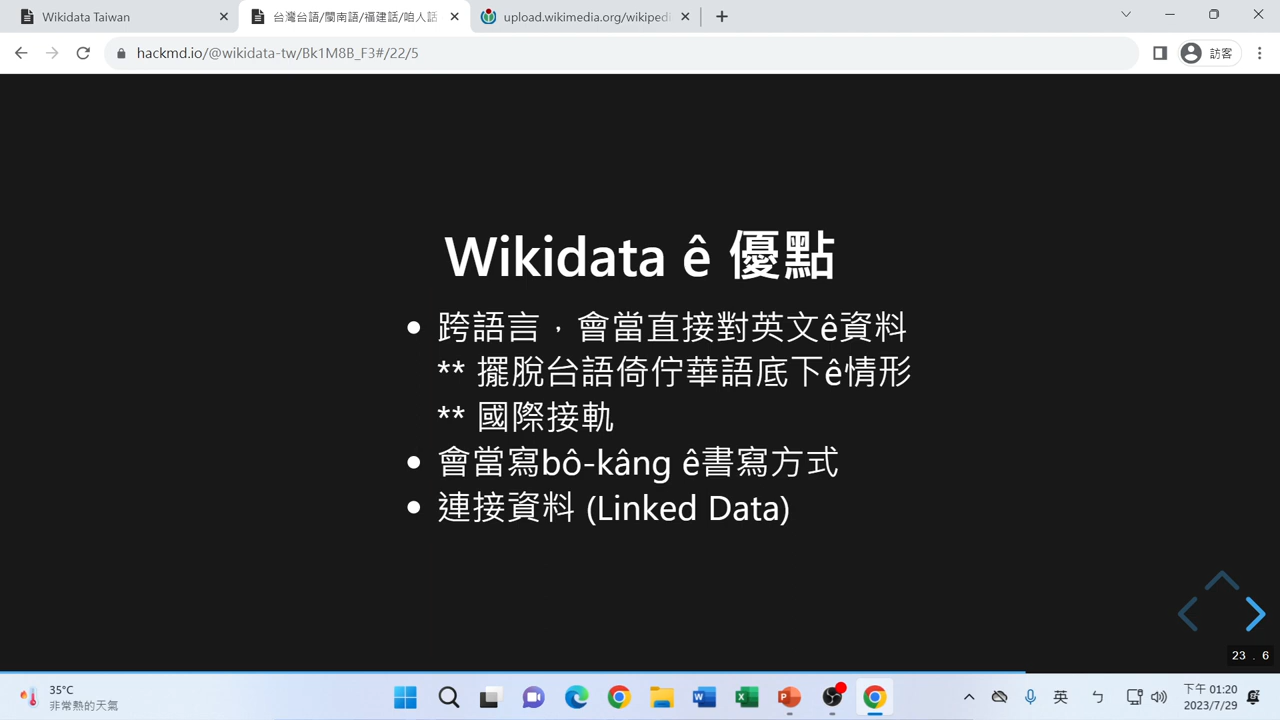 Wikidata Taiwan
台灣台語/閩南語/福建話/咱人話
upload.wikimedia.org/wikiped
hackmd.io/@wikidata-tw/Bk1M8B_F3#/22/5
訪客
Wikidata ê 優點
跨語言，會當直接對英文ê資料
** 擺脫台語倚佇華語底下ê情形
** 國際接軌
會當寫bô-kâng ê書寫方式
連接資料 (Linked Data)
23 . 6
35°C
非常熱的天氣
英
ㄅ
下午 01:20
2023/7/29